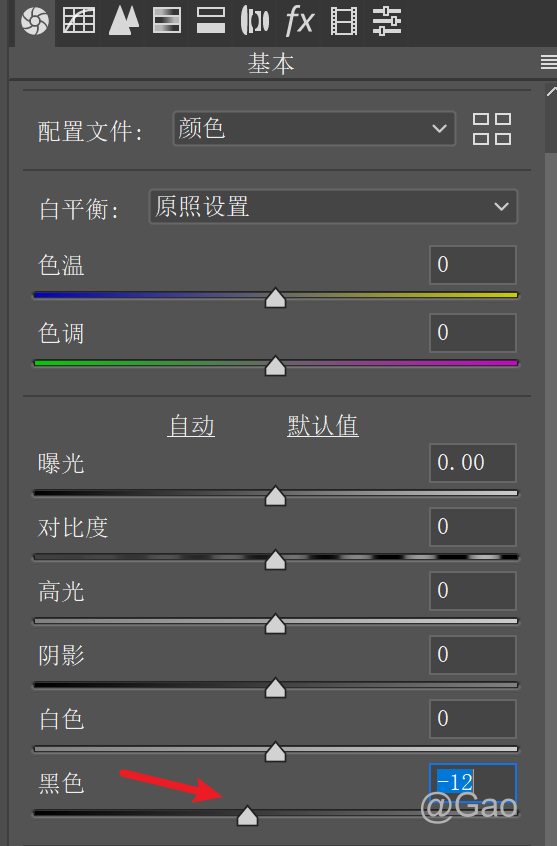 fx
基本
配置文件: 颜色
白平衡: 原照设置
色温 0
色调 0
自动 默认值
曝光 0.00
对比度 0
高光 0
阴影 0
白色 0
黑色 -12
@Gao